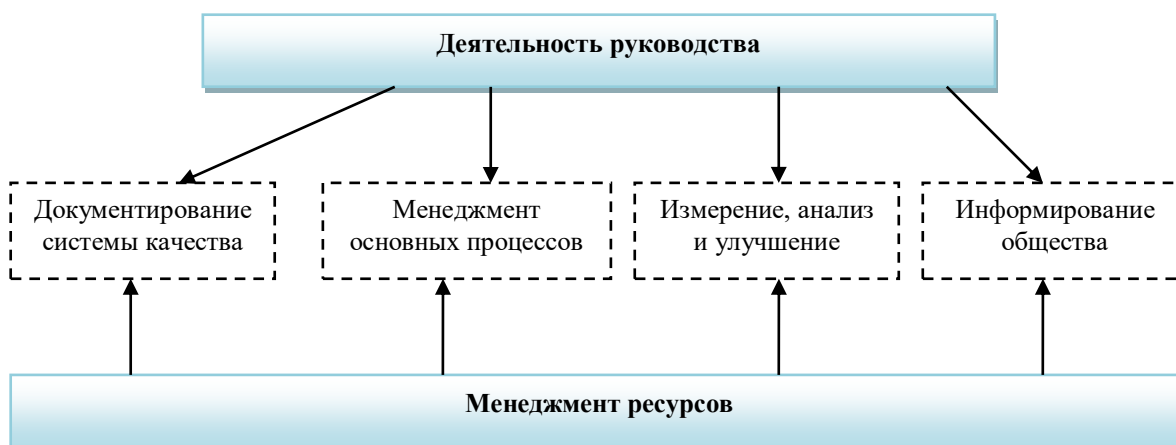 Деятельность руководства
Документирование
системы качества
Менеджмент
основных процессов
Измерение, анализ
и улучшение
Информирование
общества
Менеджмент ресурсов